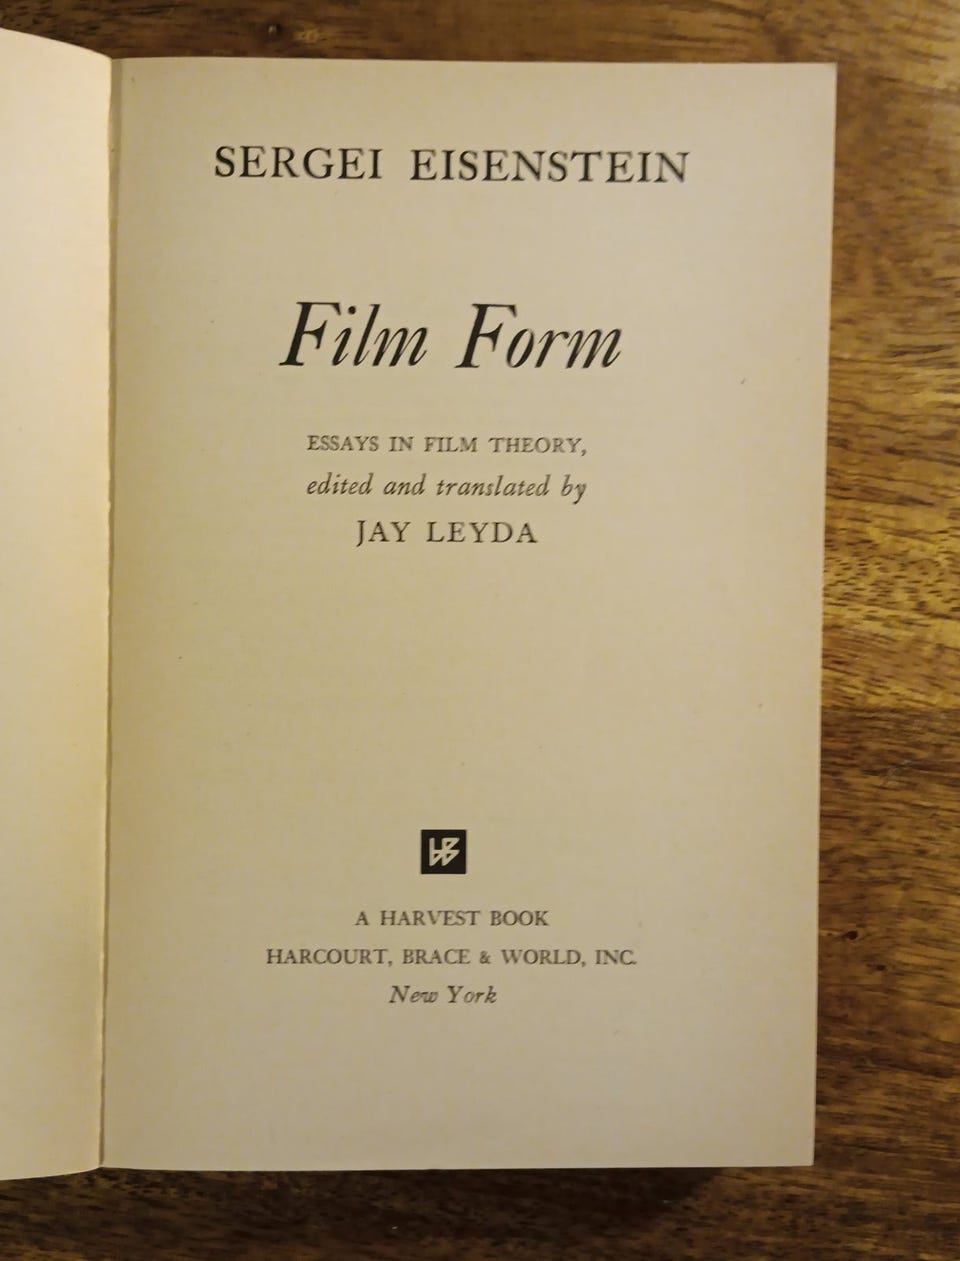 SERGEI EISENSTEIN
Film Form
ESSAYS IN FILM THEORY,
edited and translated by
JAY LEYDA
A HARVEST BOOK
HARCOURT, BRACE & WORLD, INC.
New York